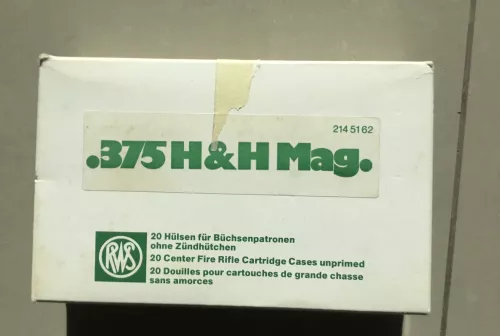 214 51 62
.375 H&H Mag.
RWS
20 Hülsen für Büchsenpatronen
ohne Zündhütchen
20 Center Fire Rifle Cartridge Cases unprimed
20 Douilles pour cartouches de grande chasse
sans amorces